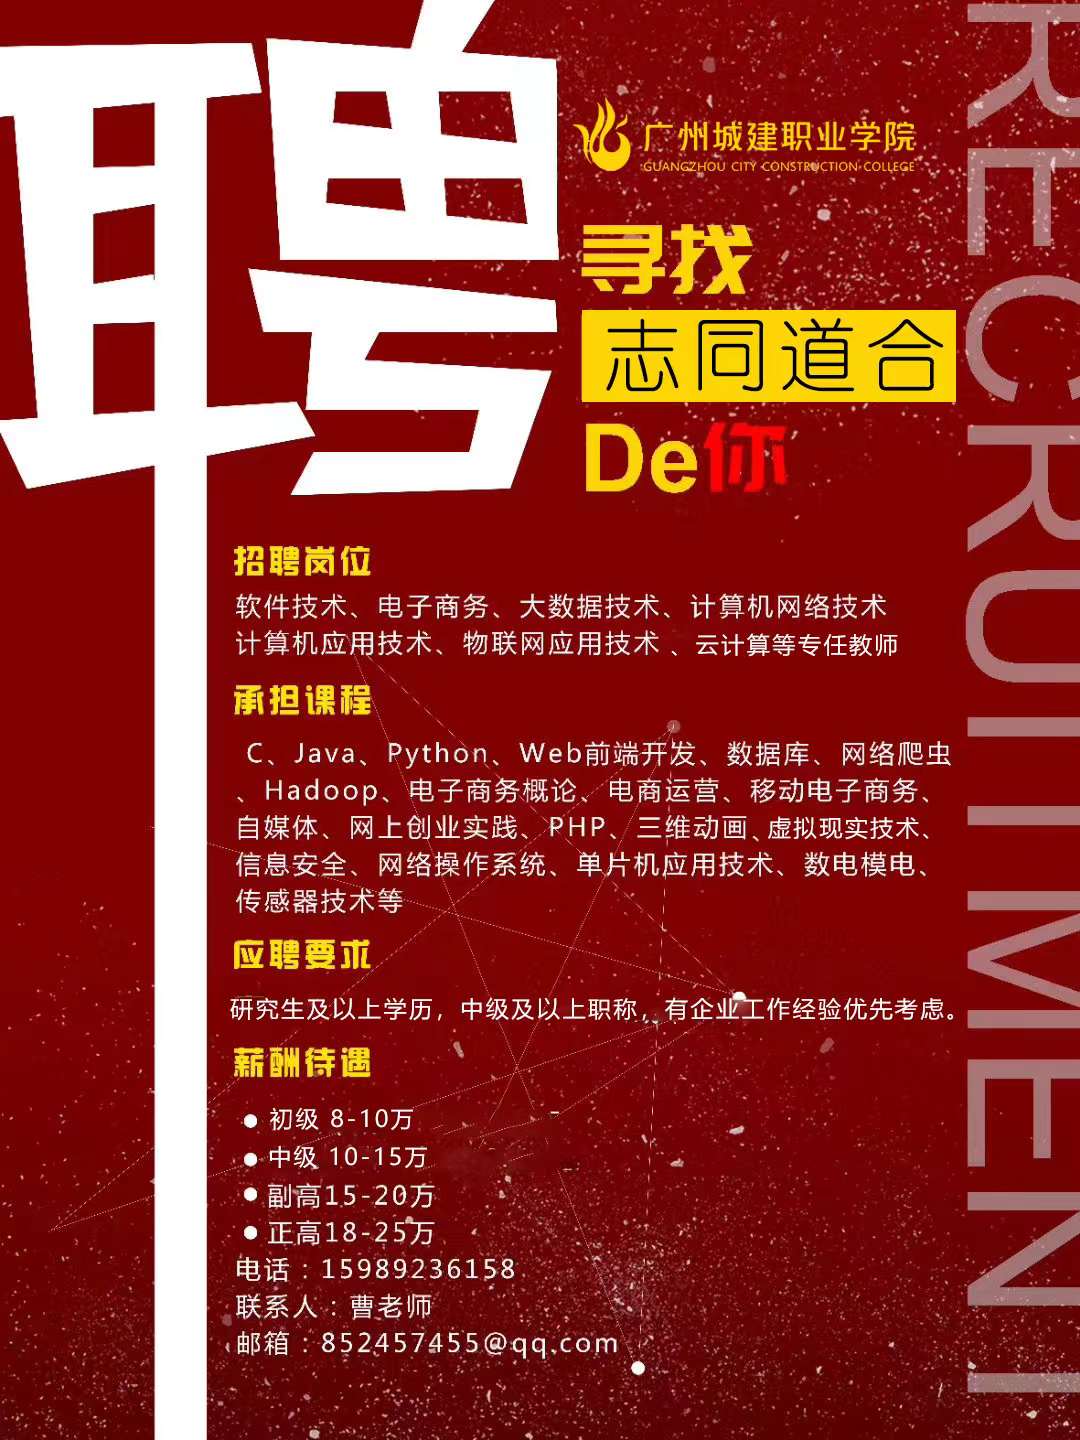 聘
广州城建职业学院
GUANGZHOU CITY CONSTRUCTION COLLEGE
寻找
志同道合
De你
RECRUITMENT
招聘岗位
软件技术、电子商务、大数据技术、计算机网络技术
计算机应用技术、物联网应用技术 、云计算等专任教师
承担课程
C、Java、Python、Web前端开发、数据库、网络爬虫
、Hadoop、电子商务概论、电商运营、移动电子商务、
自媒体、网上创业实践、PHP、三维动画、虚拟现实技术、
信息安全、网络操作系统、单片机应用技术、数电模电、
传感器技术等
应聘要求
研究生及以上学历，中级及以上职称，有企业工作经验优先考虑。
薪酬待遇
● 初级 8-10万
● 中级 10-15万
● 副高15-20万
● 正高18-25万
电话：15989236158
联系人：曹老师
邮箱：852457455@qq.com